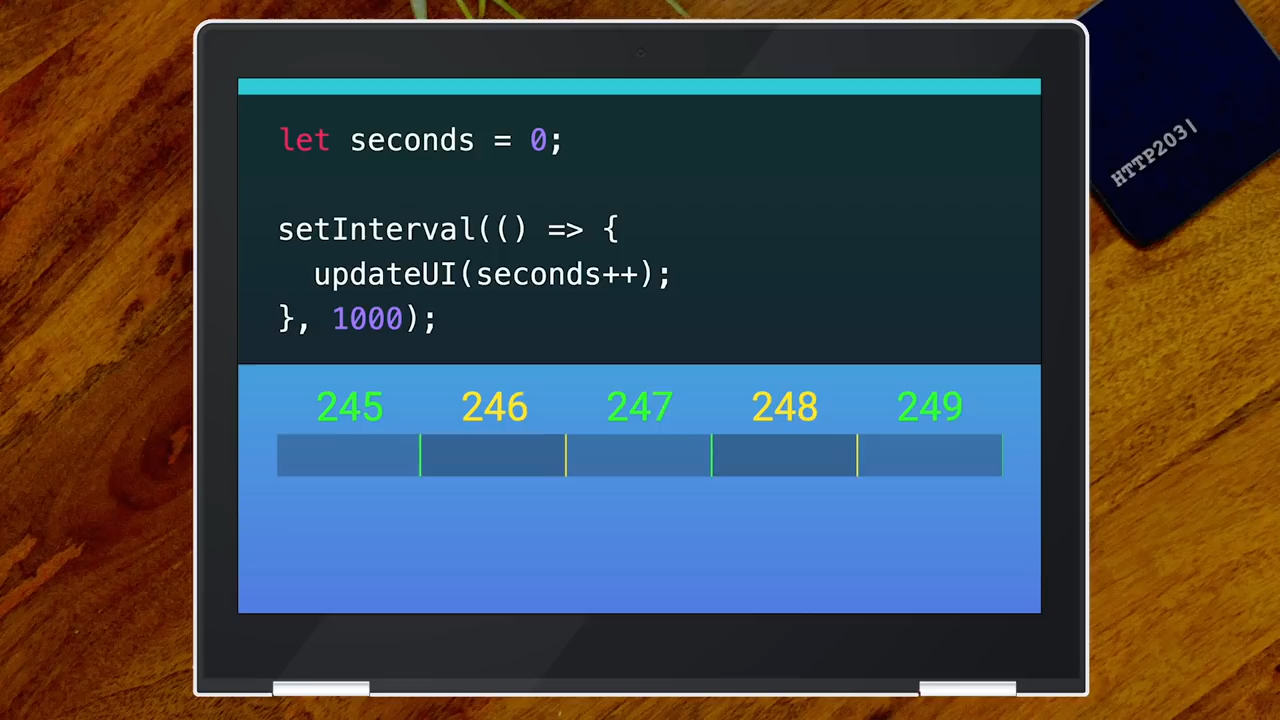 let seconds = 0;
setInterval(() => {
updateUI(seconds++);
}, 1000);
245 246 247 248 249
HTTP203|